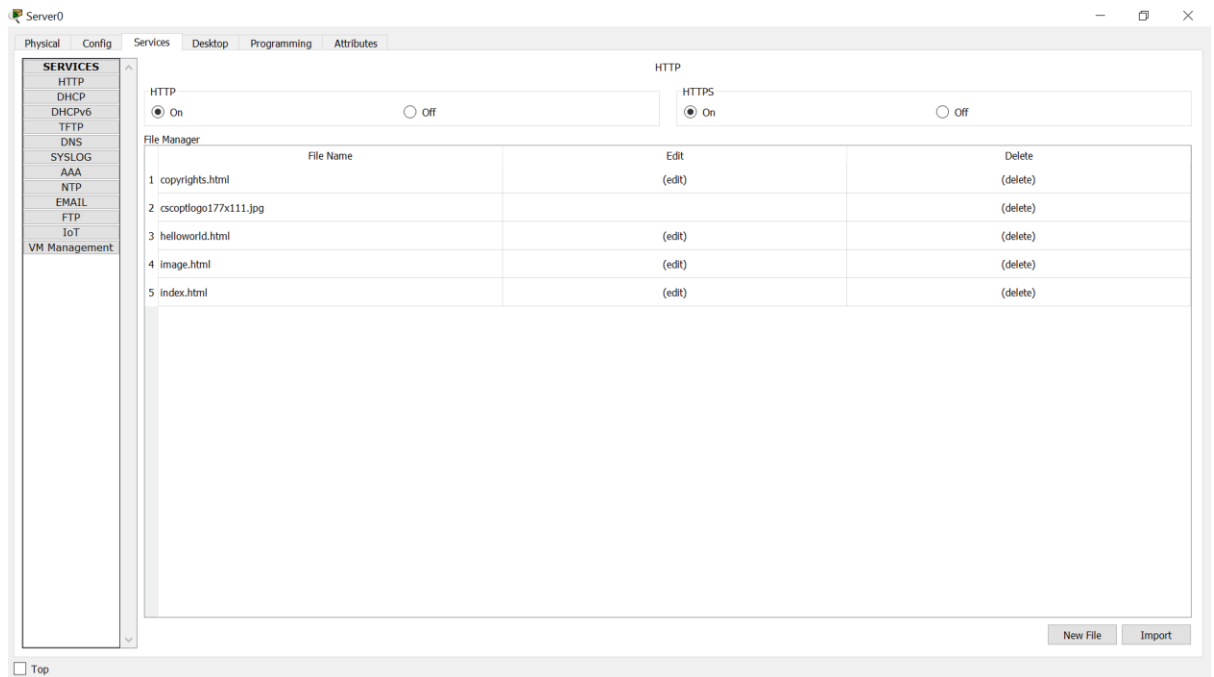 Server0
Physical Config Services Desktop Programming Attributes
SERVICES
HTTP
DHCP
DHCPv6
TFTP
DNS
SYSLOG
AAA
NTP
EMAIL
FTP
IoT
VM Management
HTTP
HTTP
On Off
HTTPS
On Off
File Manager
File Name Edit Delete
1 copyrights.html (edit) (delete)
2 cscoptlogo177x111.jpg (delete)
3 helloworld.html (edit) (delete)
4 image.html (edit) (delete)
5 index.html (edit) (delete)
New File Import
Top